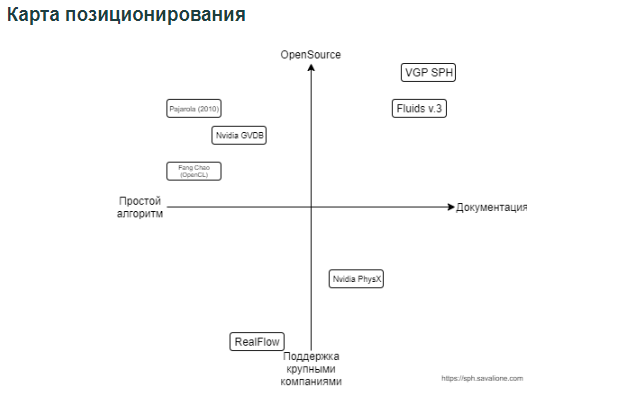 Карта позиционирования
OpenSource
VGP SPH
Pajarola (2010)
Fluids v.3
Nvidia GVDB
Fang Chao
(OpenCL)
Простой
алгоритм
Документация
Nvidia PhysX
RealFlow
Поддержка
крупными
компаниями
https://sph.savalione.com